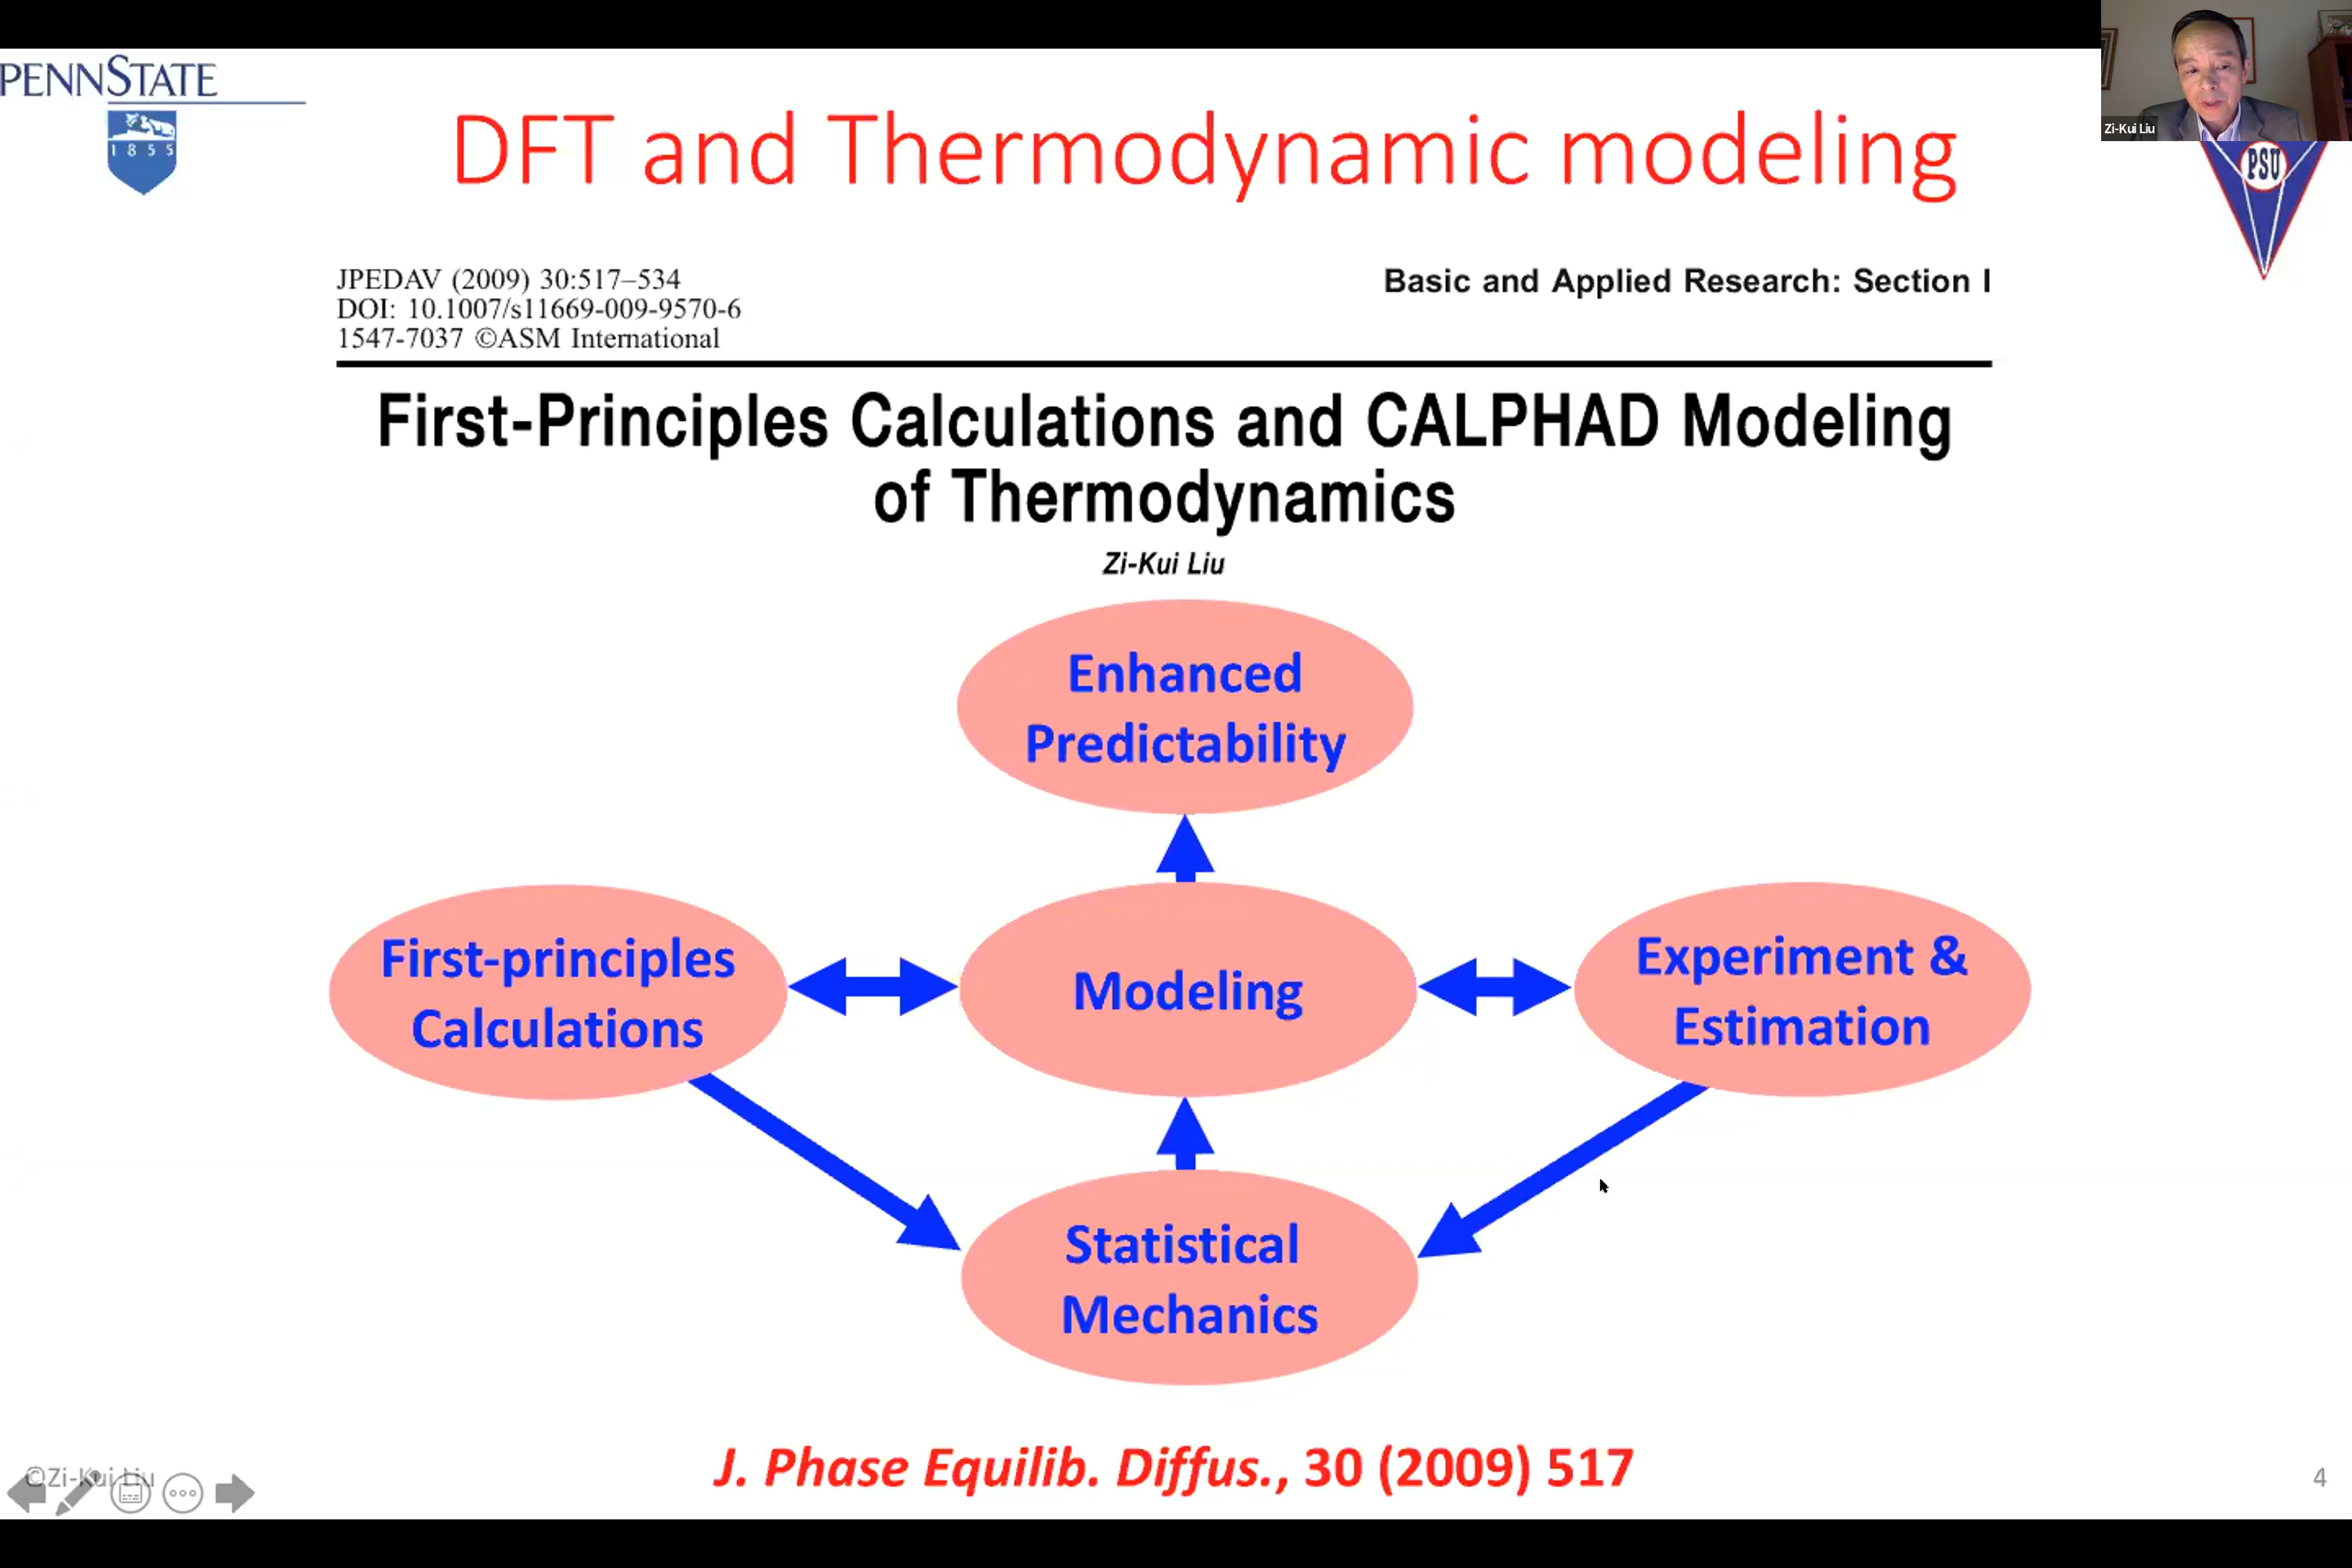 PENNSTATE
1855
DFT and Thermodynamic modeling
Zi-Kui Liu
PSU
JPEDAV (2009) 30:517–534
DOI: 10.1007/s11669-009-9570-6
1547-7037 ©ASM International
Basic and Applied Research: Section I
First-Principles Calculations and CALPHAD Modeling
of Thermodynamics
Zi-Kui Liu
Enhanced
Predictability
First-principles
Calculations
Modeling
Experiment &
Estimation
Statistical
Mechanics
J. Phase Equilib. Diffus., 30 (2009) 517
©Zi-Kui Liu
4